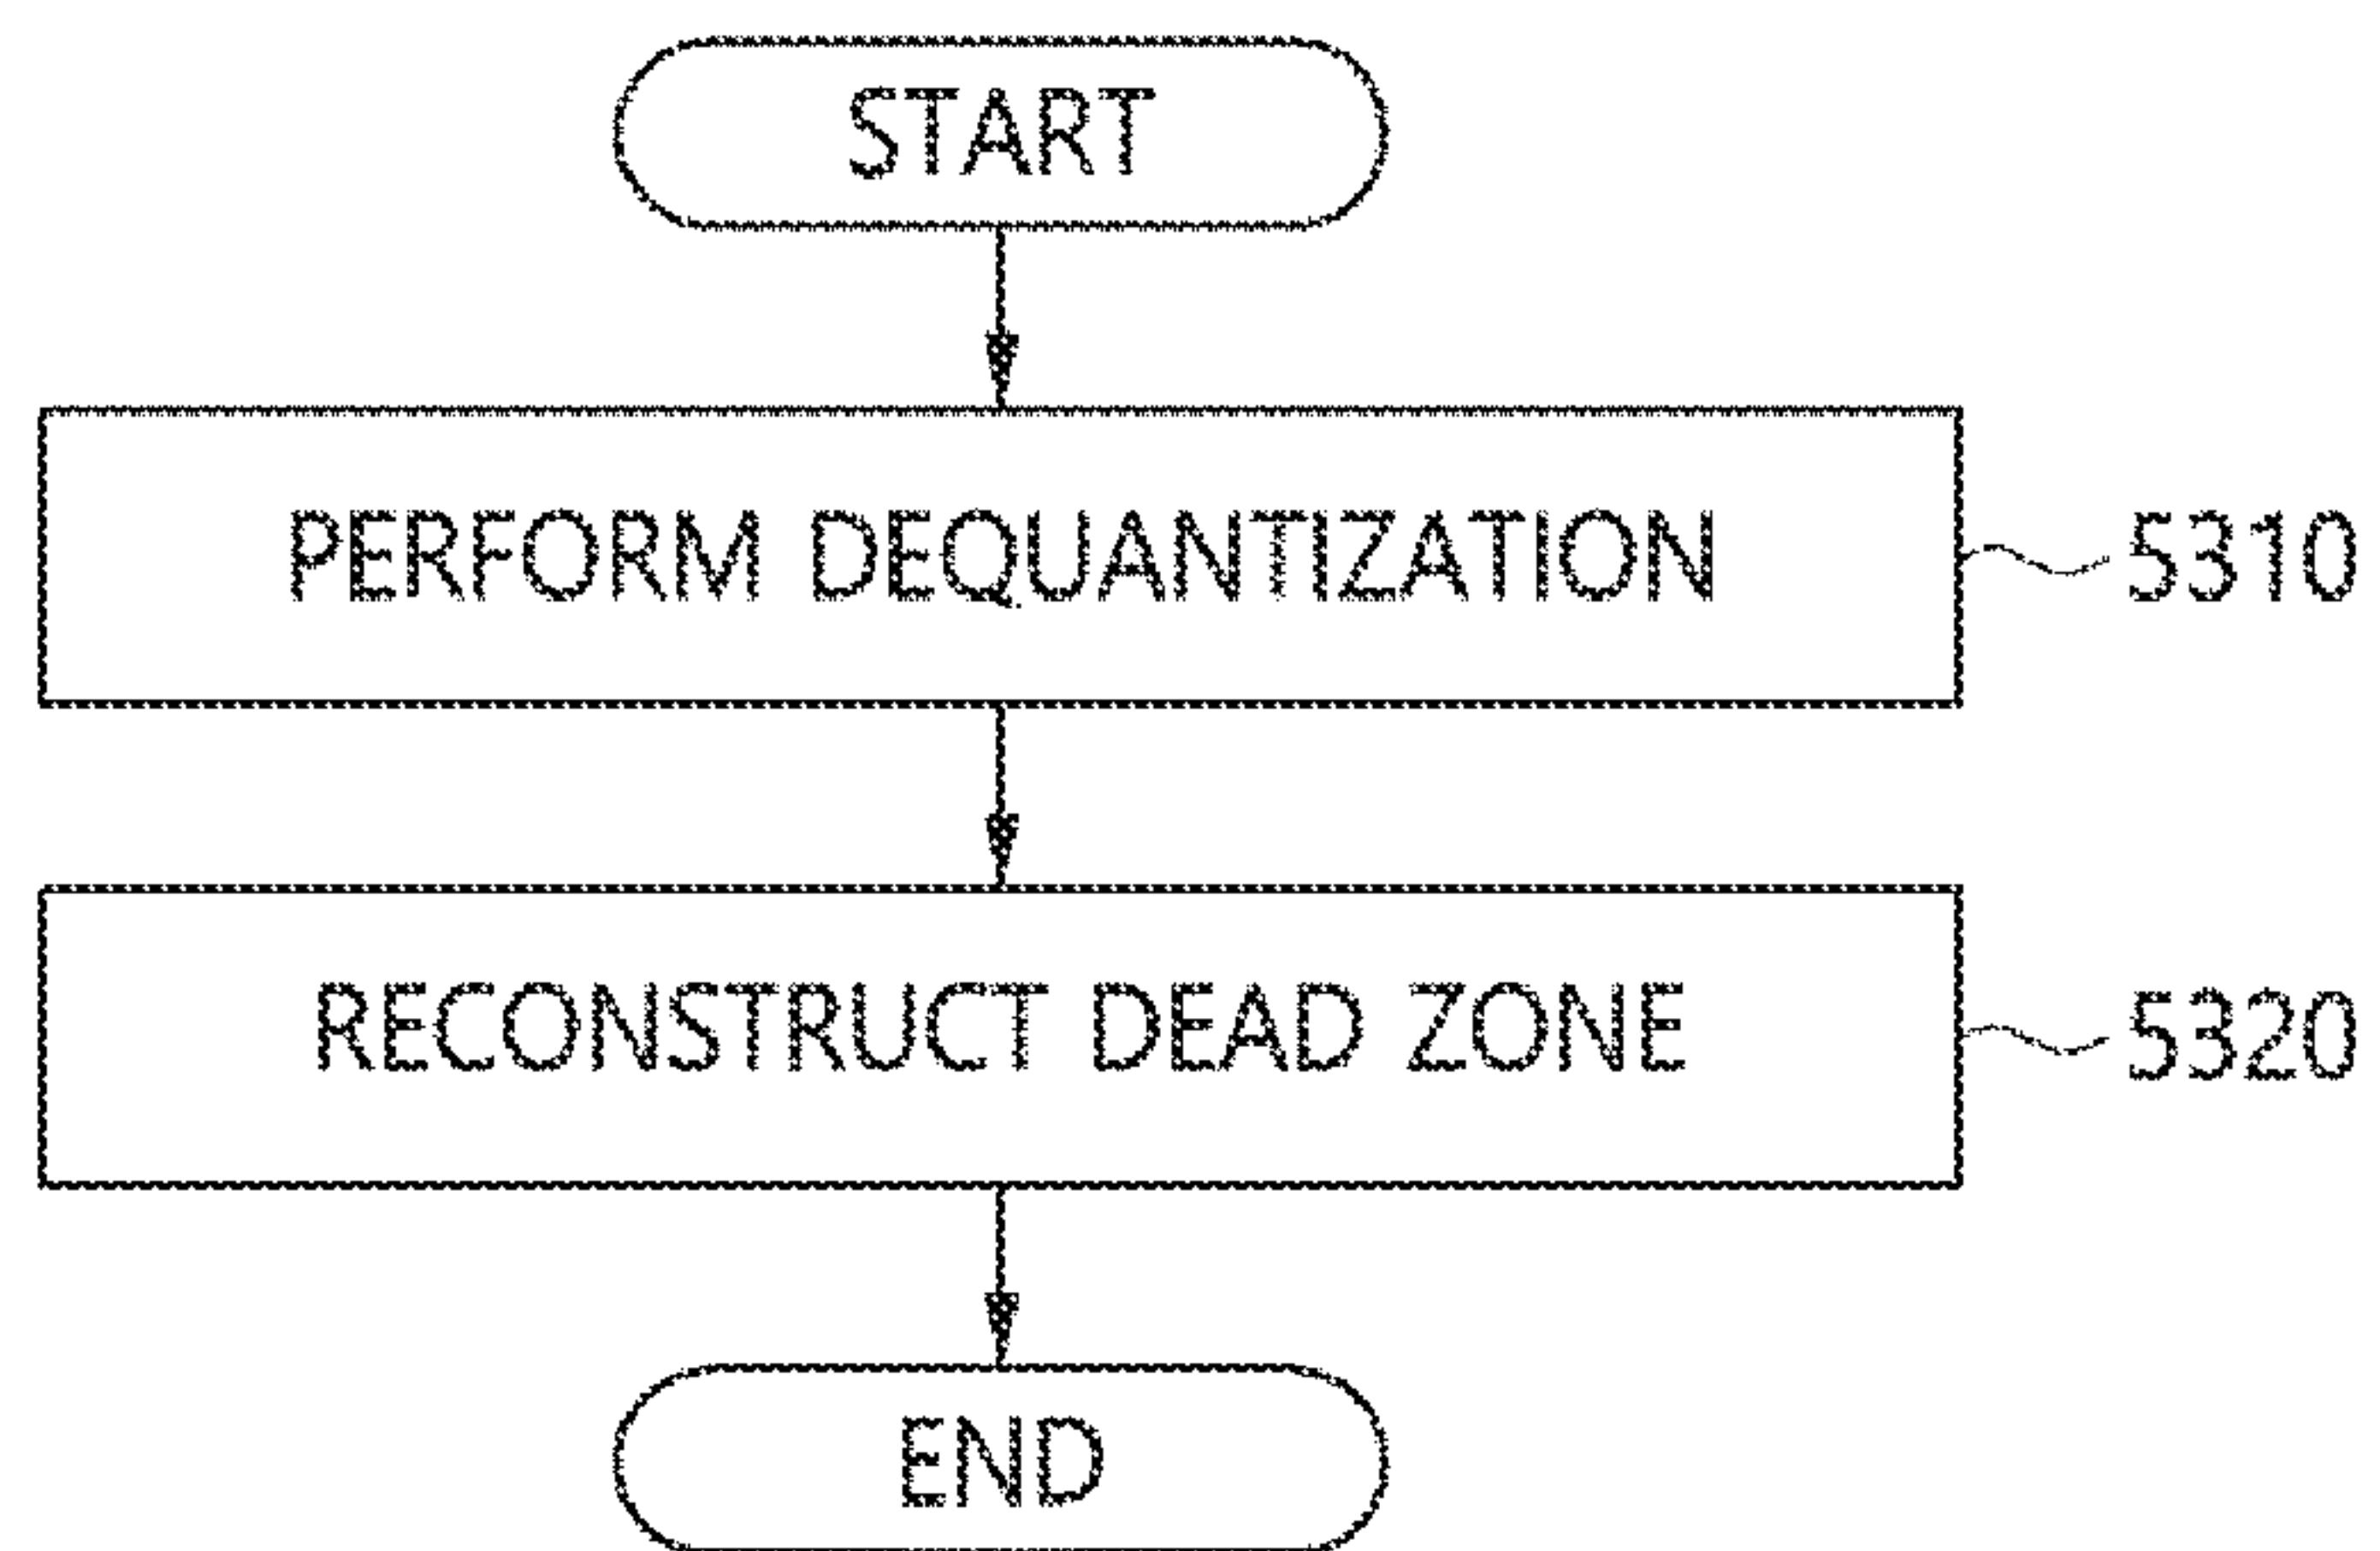 START
PERFORM DEQUANTIZATION
5310
RECONSTRUCT DEAD ZONE
5320
END